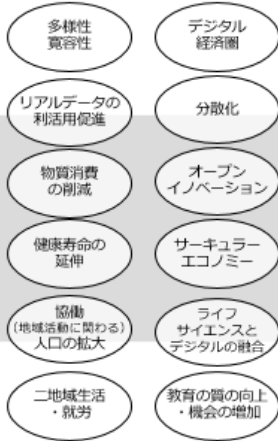 多様性
寛容性
デジタル
経済圏
リアルデータの
利活用促進
分散化
物質消費
の削減
オープン
イノベーション
健康寿命の
延伸
サーキュラー
エコノミー
協働
(地域活動に関わる)
人口の拡大
ライフ
サイエンスと
デジタルの融合
二地域生活
・就労
教育の質の向上
・機会の増加